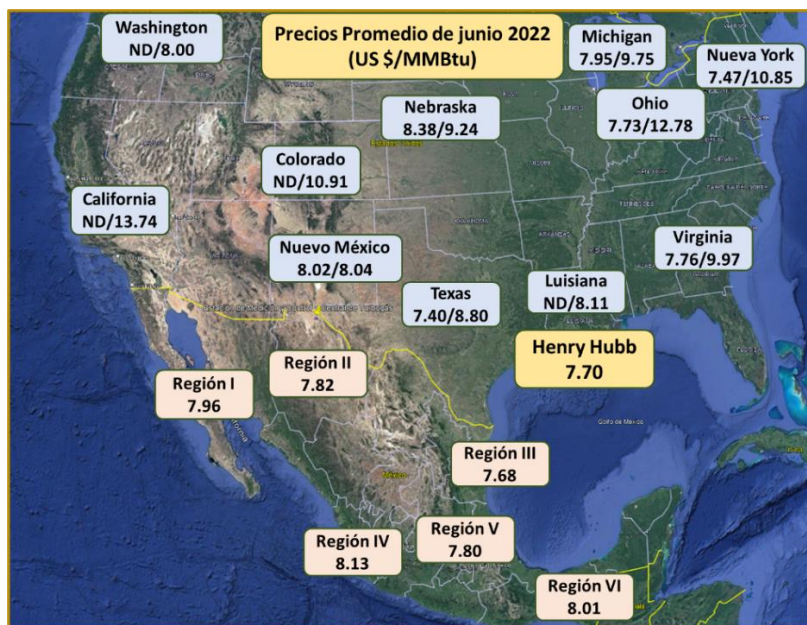 Washington
ND/8.00
Precios Promedio de junio 2022
(US $/MMBtu)
Michigan
7.95/9.75
Nueva York
7.47/10.85
Nebraska
8.38/9.24
Ohio
7.73/12.78
Colorado
ND/10.91
California
ND/13.74
Nuevo México
8.02/8.04
Virginia
7.76/9.97
Texas
7.40/8.80
Luisiana
ND/8.11
Henry Hubb
7.70
Región I
7.96
Región II
7.82
Golfo de México
Región III
7.68
México
Región IV
8.13
Región V
7.80
Región VI
8.01